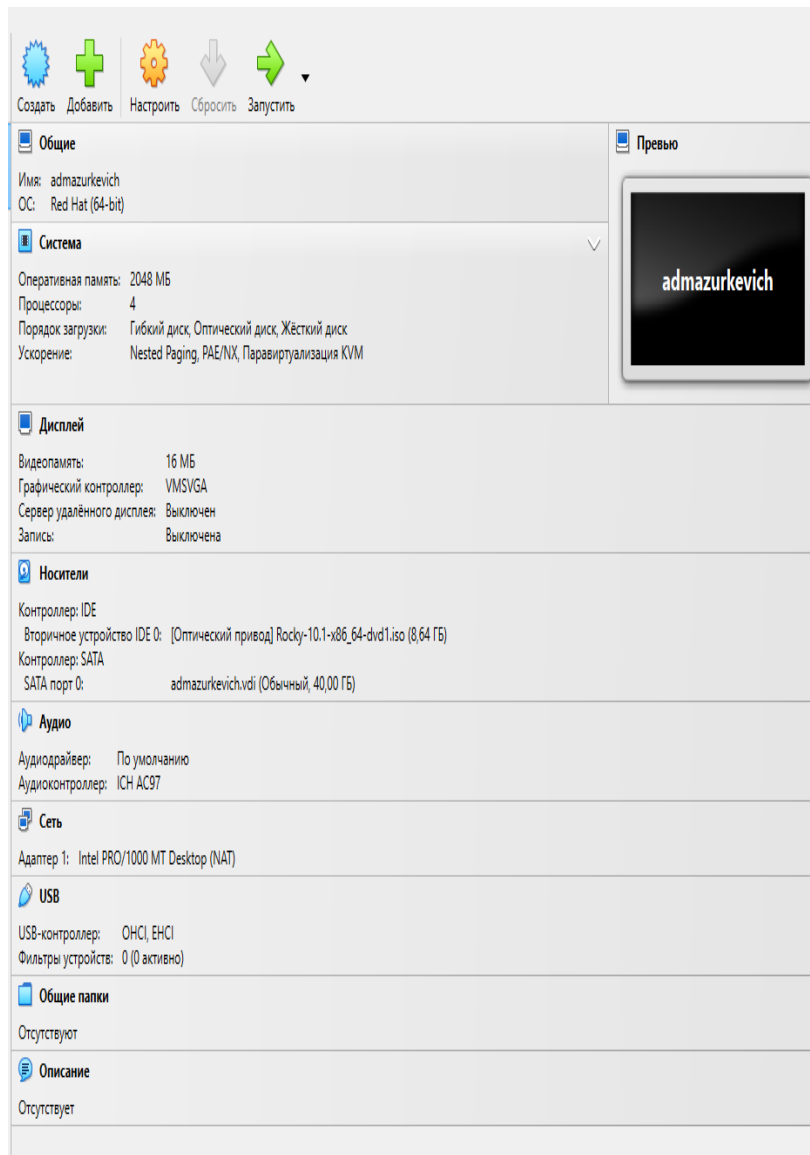 Создать Добавить Настроить Сбросить Запустить
Общие
Имя: admazurkevich
ОС: Red Hat (64-bit)
Превью
admazurkevich
Система
Оперативная память: 2048 МБ
Процессоры: 4
Порядок загрузки: Гибкий диск, Оптический диск, Жёсткий диск
Ускорение: Nested Paging, PAE/NX, Паравиртуализация KVM
Дисплей
Видеопамять: 16 МБ
Графический контроллер: VMSVGA
Сервер удалённого дисплея: Выключен
Запись: Выключена
Носители
Контроллер: IDE
Вторичное устройство IDE 0: [Оптический привод] Rocky-10.1-x86_64-dvd1.iso (8,64 ГБ)
Контроллер: SATA
SATA порт 0: admazurkevich.vdi (Обычный, 40,00 ГБ)
Аудио
Аудиодрайвер: По умолчанию
Аудиоконтроллер: ICH AC97
Сеть
Адаптер 1: Intel PRO/1000 MT Desktop (NAT)
USB
USB-контроллер: OHCI, EHCI
Фильтры устройств: 0 (0 активно)
Общие папки
Отсутствуют
Описание
Отсутствует